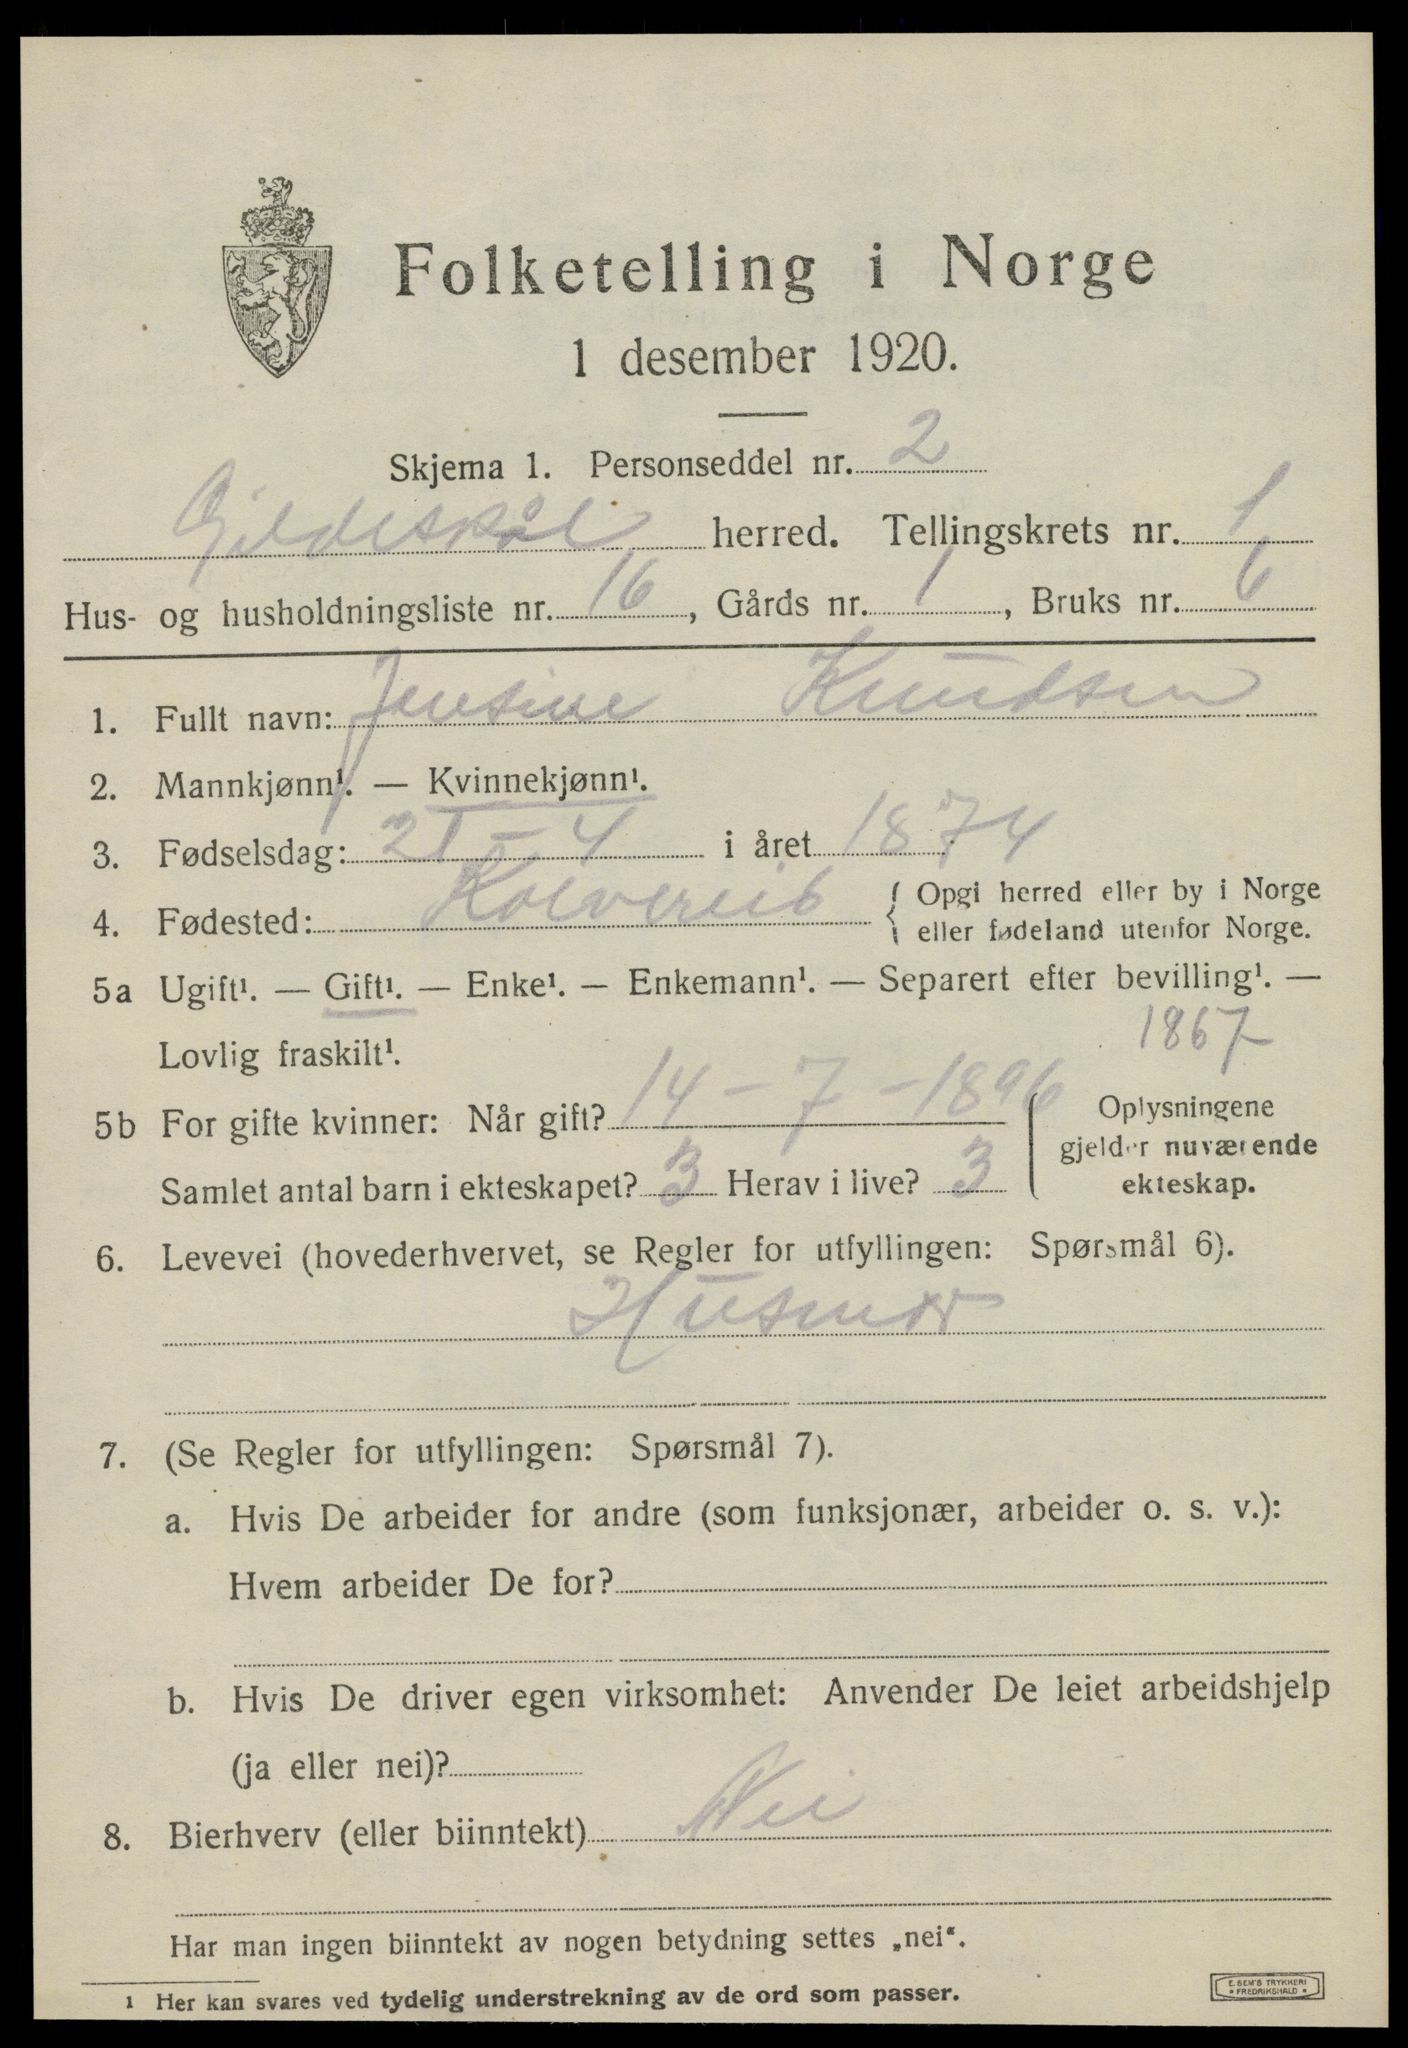 Folketelling i Norge
1 desember 1920.
Skjema 1. Personseddel nr. 2
Gildeskål herred. Tellingskrets nr. 1
Hus- og husholdningsliste nr. 16, Gårds nr. 1, Bruks nr. 6
1. Fullt navn: Jensine Knudsen
2. Mannkjønn¹. — Kvinnekjønn¹.
3. Fødselsdag: 21 – 4 i året 1874
4. Fødested: Kolvereid { Opgi herred eller by i Norge
eller fødeland utenfor Norge.
5a Ugift¹. — Gift¹. — Enke¹. — Enkemann¹. — Separert efter bevilling¹. —
Lovlig fraskilt¹. 1867
5b For gifte kvinner: Når gift? 14 – 7 – 1896
Samlet antal barn i ekteskapet? 3 Herav i live? 3
Oplysningene
gjelder nuværende
ekteskap.
6. Levevei (hovederhvervet, se Regler for utfyllingen: Spørsmål 6).
Husmor
7. (Se Regler for utfyllingen: Spørsmål 7).
a. Hvis De arbeider for andre (som funksjonær, arbeider o. s. v.):
Hvem arbeider De for?
b. Hvis De driver egen virksomhet: Anvender De leiet arbeidshjelp
(ja eller nei)?
8. Bierhverv (eller biinntekt) Nei
Har man ingen biinntekt av nogen betydning settes „nei“.
1 Her kan svares ved tydelig understrekning av de ord som passer.
E. SEM'S TRYKKERI
FREDRIKSHALD